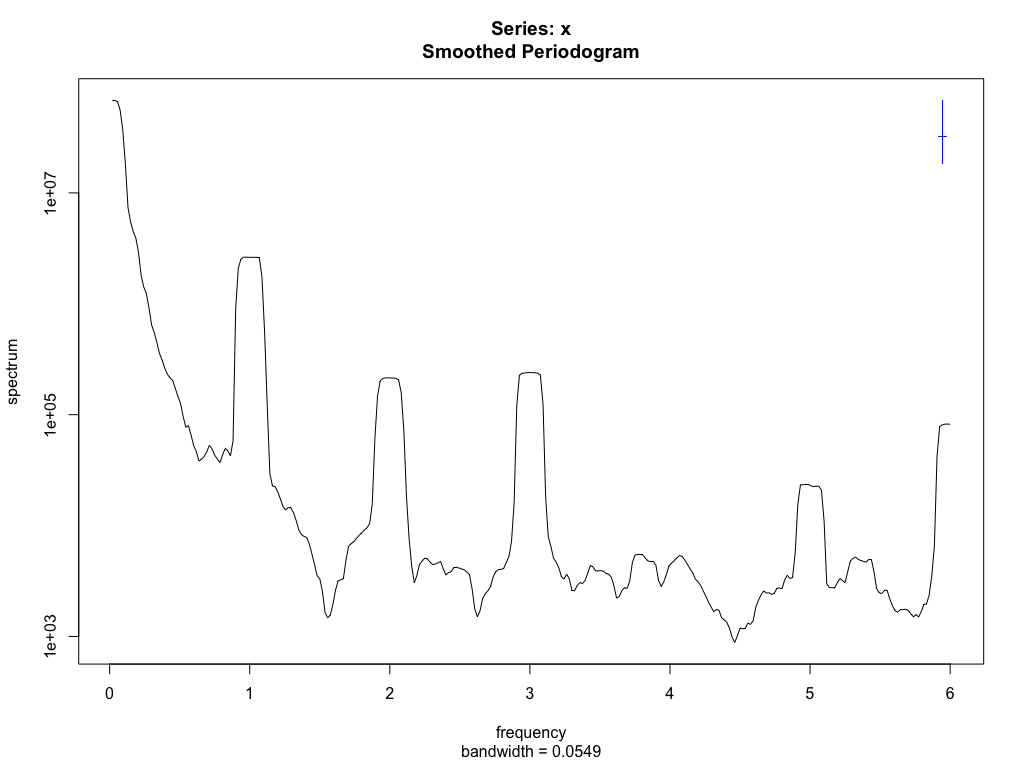 Series: x
Smoothed Periodogram
spectrum
1e+07
1e+05
1e+03
0 1 2 3 4 5 6
frequency
bandwidth = 0.0549